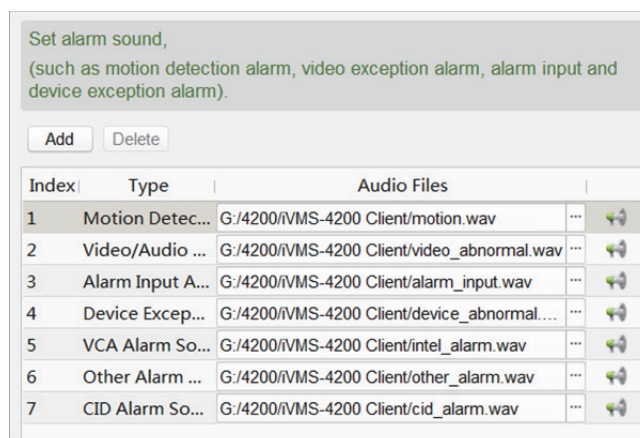 Set alarm sound,
(such as motion detection alarm, video exception alarm, alarm input and
device exception alarm).
Add Delete
Index Type Audio Files
1 Motion Detec... G:/4200/iVMS-4200 Client/motion.wav ...
2 Video/Audio ... G:/4200/iVMS-4200 Client/video_abnormal.wav ...
3 Alarm Input A... G:/4200/iVMS-4200 Client/alarm_input.wav ...
4 Device Excep... G:/4200/iVMS-4200 Client/device_abnormal.... ...
5 VCA Alarm So... G:/4200/iVMS-4200 Client/intel_alarm.wav ...
6 Other Alarm ... G:/4200/iVMS-4200 Client/other_alarm.wav ...
7 CID Alarm So... G:/4200/iVMS-4200 Client/cid_alarm.wav ...